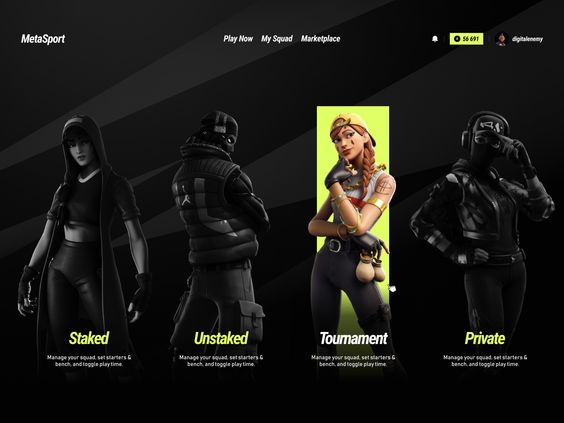 MetaSport
Play Now My Squad Marketplace
56 691
digitalenemy
Staked
Manage your squad, set starters &
bench, and toggle play time.
Unstaked
Manage your squad, set starters &
bench, and toggle play time.
Tournament
Manage your squad, set starters &
bench, and toggle play time.
Private
Manage your squad, set starters &
bench, and toggle play time.